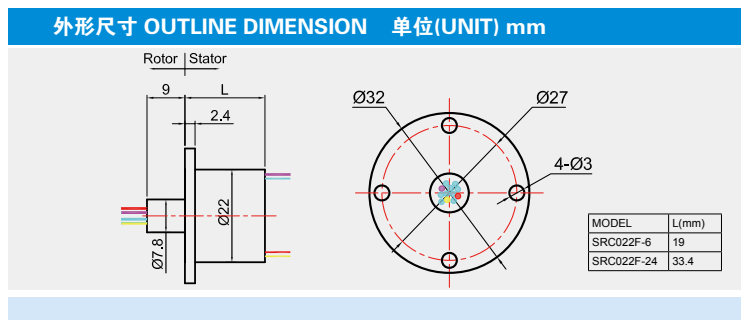 外形尺寸 OUTLINE DIMENSION 单位(UNIT) mm
Rotor Stator
9 L
2.4
Ø22
Ø7.8
Ø32 Ø27
4-Ø3
MODEL L(mm)
SRC022F-6 19
SRC022F-24 33.4